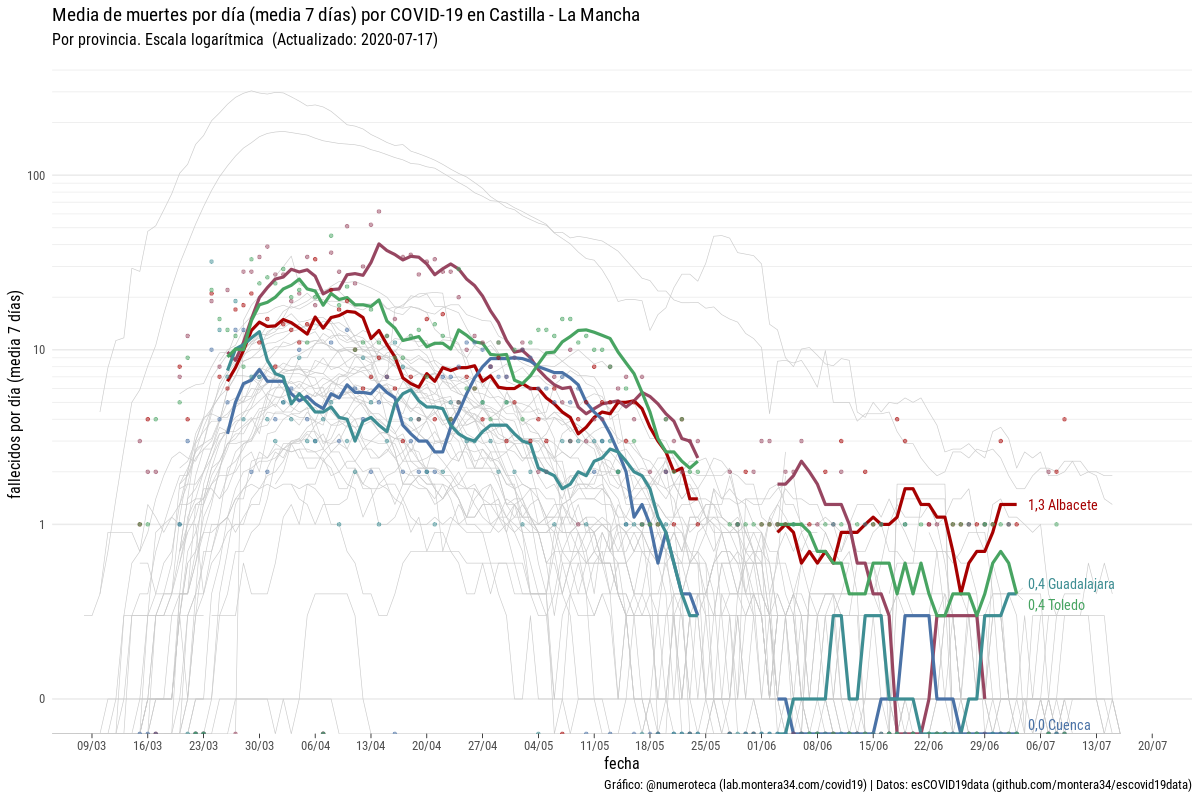 Media de muertes por día (media 7 días) por COVID-19 en Castilla - La Mancha
Por provincia. Escala logarítmica (Actualizado: 2020-07-17)
fallecidos por día (media 7 días)
100
10
1
0
1,3 Albacete
0,4 Guadalajara
0,4 Toledo
0,0 Cuenca
09/03 16/03 23/03 30/03 06/04 13/04 20/04 27/04 04/05 11/05 18/05 25/05 01/06 08/06 15/06 22/06 29/06 06/07 13/07 20/07
fecha
Gráfico: @numeroteca (lab.montera34.com/covid19) | Datos: esCOVID19data (github.com/montera34/escovid19data)